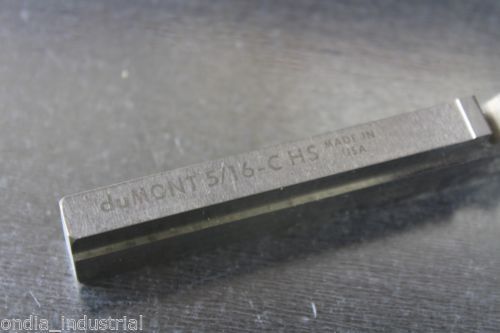 duMONT 5/16-C HS MADE IN
USA
ondia_industrial